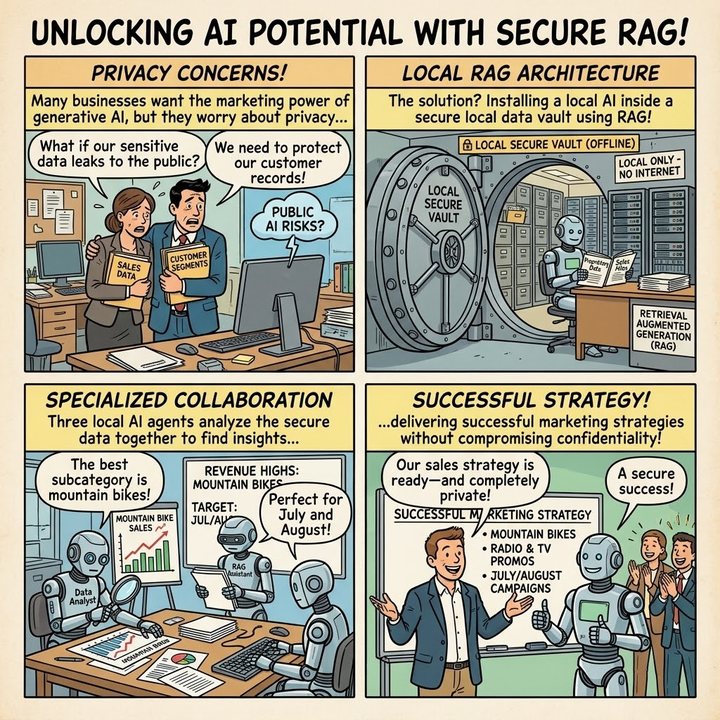 UNLOCKING AI POTENTIAL WITH SECURE RAG!
PRIVACY CONCERNS!
Many businesses want the marketing power of
generative AI, but they worry about privacy...
What if our sensitive
data leaks to the public?
We need to protect
our customer
records!
PUBLIC
AI RISKS?
SALES
DATA
CUSTOMER
SEGMENTS
LOCAL RAG ARCHITECTURE
The solution? Installing a local AI inside a
secure local data vault using RAG!
LOCAL SECURE VAULT (OFFLINE)
LOCAL ONLY -
NO INTERNET
LOCAL
SECURE
VAULT
Sales
RETRIEVAL
AUGMENTED
GENERATION
(RAG)
SPECIALIZED COLLABORATION
Three local AI agents analyze the secure
data together to find insights...
The best
subcategory is
mountain bikes!
REVENUE HIGHS:
MOUNTAIN BIKES
TARGET:
JUL/AU
Perfect for
July and
August!
MOUNTAIN BIKE
SALES
RAG
Assistant
Data
Analyst
SUCCESSFUL STRATEGY!
...delivering successful marketing strategies
without compromising confidentiality!
Our sales strategy is
ready—and completely
private!
A secure
success!
SUCCESSFUL MARKETING STRATEGY
• MOUNTAIN BIKES
• RADIO & TV
PROMOS
• JULY/AUGUST
CAMPAIGNS